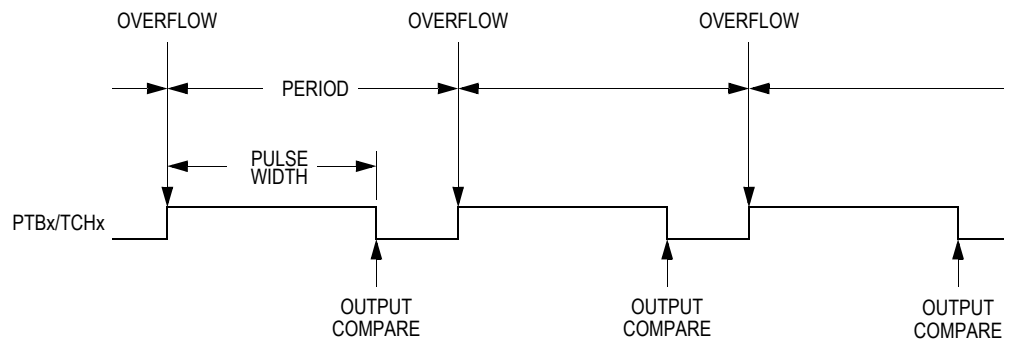 OVERFLOW
OVERFLOW
OVERFLOW
PERIOD
PULSE
WIDTH
PTBx/TCHx
OUTPUT
COMPARE
OUTPUT
COMPARE
OUTPUT
COMPARE